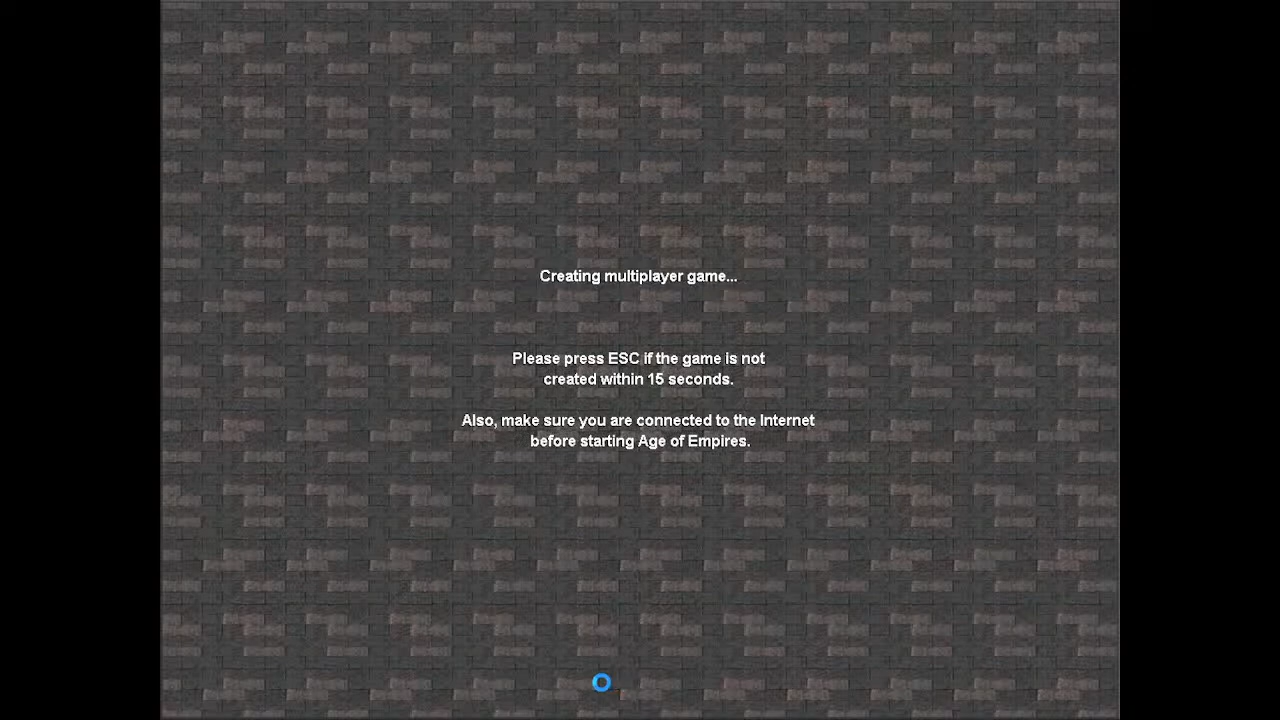 Creating multiplayer game...
Please press ESC if the game is not
created within 15 seconds.
Also, make sure you are connected to the Internet
before starting Age of Empires.